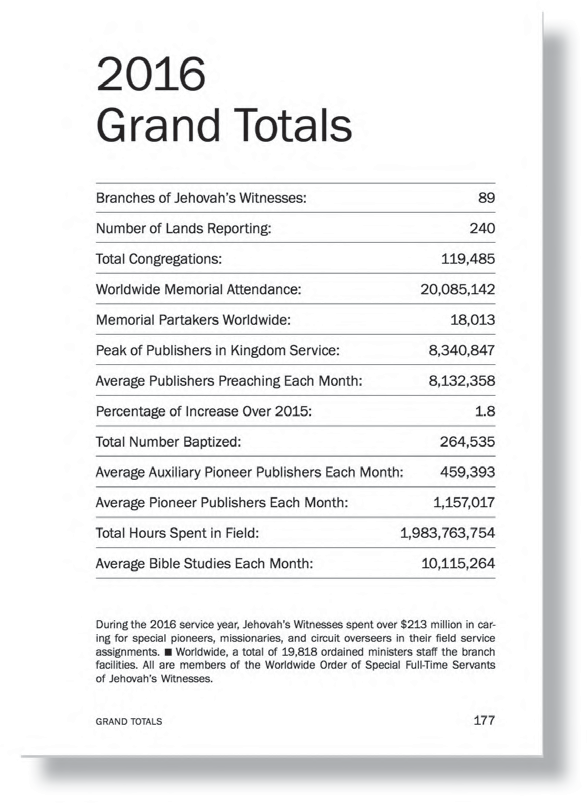 2016
Grand Totals
Branches of Jehovah's Witnesses: 89
Number of Lands Reporting: 240
Total Congregations: 119,485
Worldwide Memorial Attendance: 20,085,142
Memorial Partakers Worldwide: 18,013
Peak of Publishers in Kingdom Service: 8,340,847
Average Publishers Preaching Each Month: 8,132,358
Percentage of Increase Over 2015: 1.8
Total Number Baptized: 264,535
Average Auxiliary Pioneer Publishers Each Month: 459,393
Average Pioneer Publishers Each Month: 1,157,017
Total Hours Spent in Field: 1,983,763,754
Average Bible Studies Each Month: 10,115,264
During the 2016 service year, Jehovah's Witnesses spent over $213 million in car-
ing for special pioneers, missionaries, and circuit overseers in their field service
assignments. ■ Worldwide, a total of 19,818 ordained ministers staff the branch
facilities. All are members of the Worldwide Order of Special Full-Time Servants
of Jehovah's Witnesses.
GRAND TOTALS 177